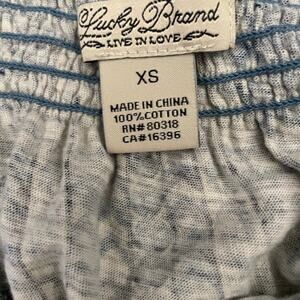 Lucky Brand
LIVE IN LOVE
XS
MADE IN CHINA
100%COTTON
RN#80318
CA#16396